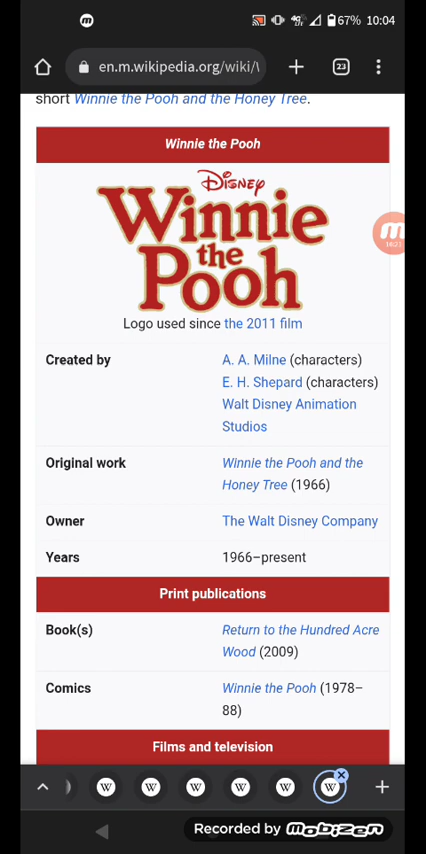 67% 10:04
en.m.wikipedia.org/wiki/W
23
short Winnie the Pooh and the Honey Tree.
Winnie the Pooh
Disney
Winnie
the
Pooh
Logo used since the 2011 film
Created by
A. A. Milne (characters)
E. H. Shepard (characters)
Walt Disney Animation
Studios
Original work
Winnie the Pooh and the
Honey Tree (1966)
Owner
The Walt Disney Company
Years
1966–present
Print publications
Book(s)
Return to the Hundred Acre
Wood (2009)
Comics
Winnie the Pooh (1978–
88)
Films and television
W W W W W W
Recorded by mobizen